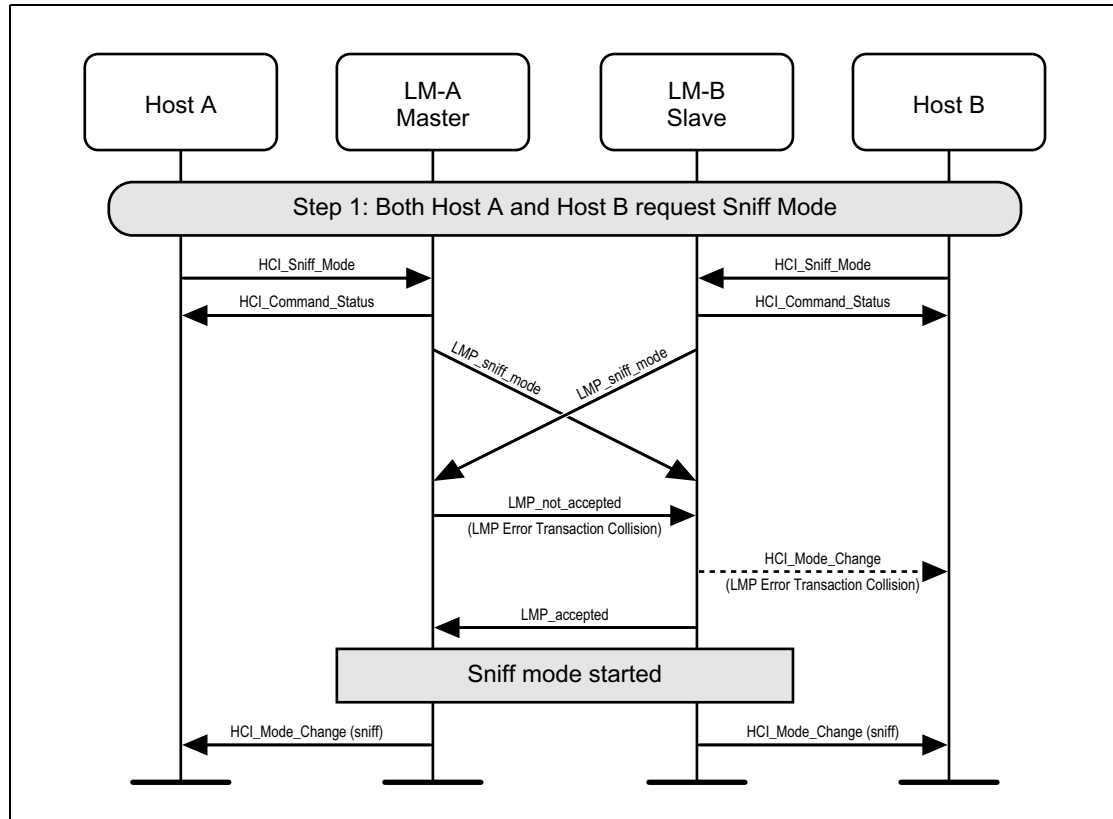 Host A
LM-A
Master
LM-B
Slave
Host B
Step 1: Both Host A and Host B request Sniff Mode
HCI_Sniff_Mode
HCI_Sniff_Mode
HCI_Command_Status
HCI_Command_Status
LMP_sniff_mode
LMP_sniff_mode
LMP_not_accepted
(LMP Error Transaction Collision)
HCI_Mode_Change
(LMP Error Transaction Collision)
LMP_accepted
Sniff mode started
HCI_Mode_Change (sniff)
HCI_Mode_Change (sniff)